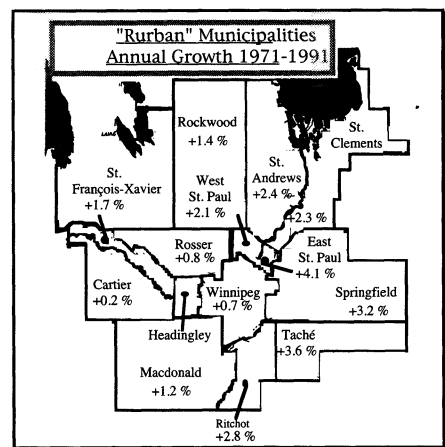 "Rurban" Municipalities
Annual Growth 1971-1991
Rockwood
+1.4 %
St.
Clements
St.
Andrews
+2.4 %
St.
François-Xavier
+1.7 %
West
St. Paul
+2.1 %
+2.3 %
Rosser
+0.8 %
East
St. Paul
+4.1 %
Cartier
+0.2 %
Winnipeg
+0.7 %
Springfield
+3.2 %
Headingley
Taché
+3.6 %
Macdonald
+1.2 %
Ritchot
+2.8 %